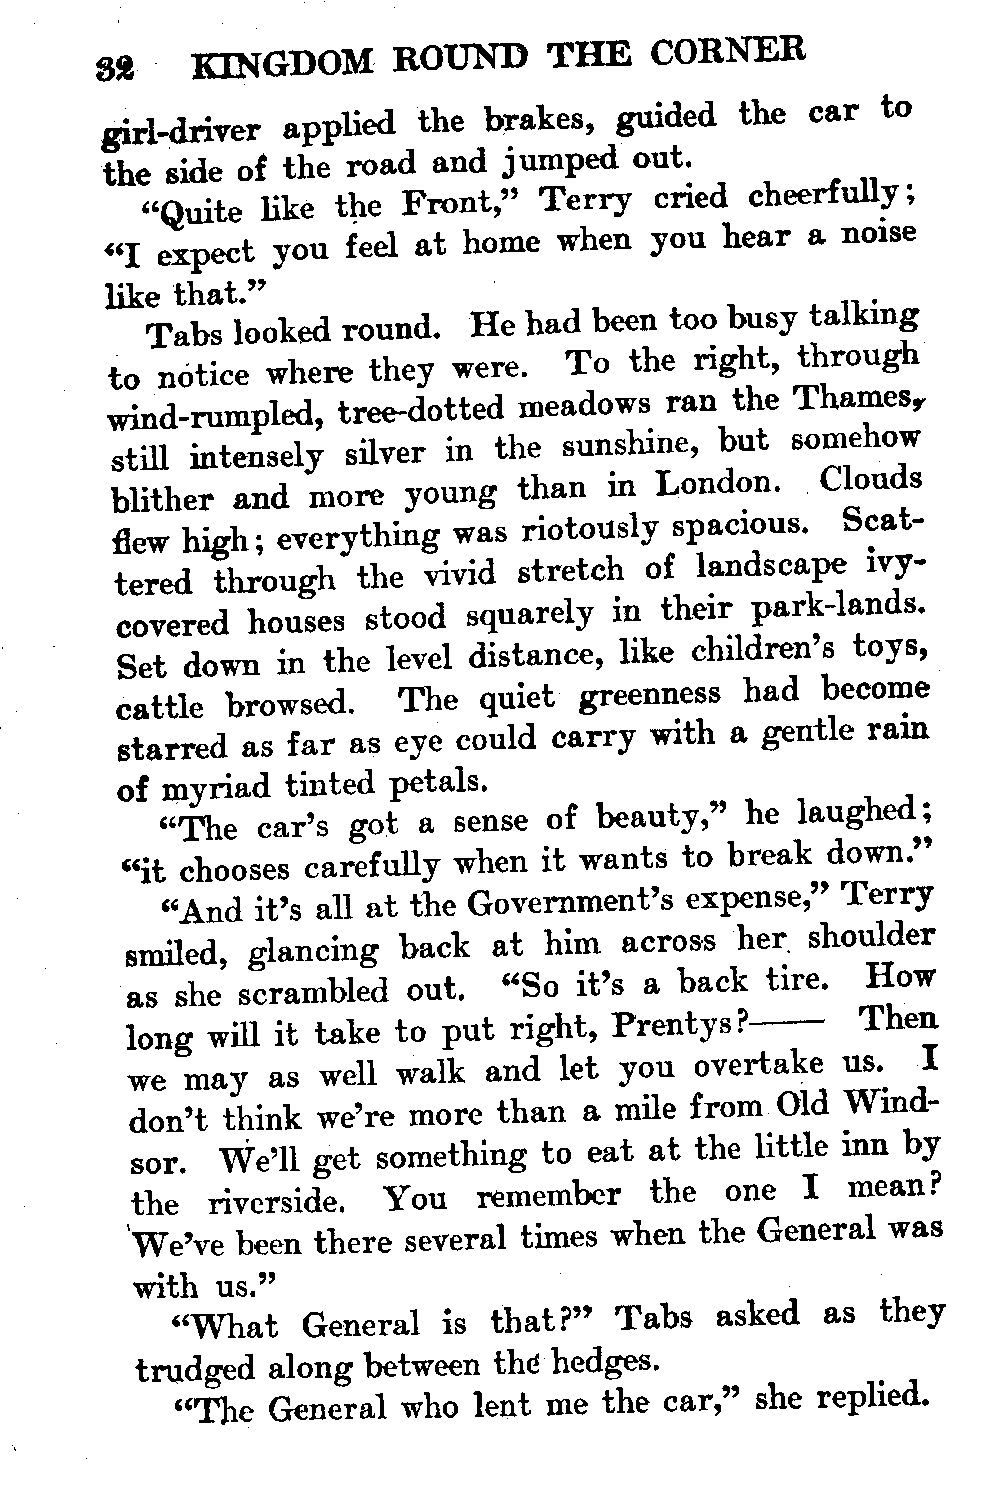 32 KINGDOM ROUND THE CORNER
girl-driver applied the brakes, guided the car to
the side of the road and jumped out.
“Quite like the Front,” Terry cried cheerfully;
“I expect you feel at home when you hear a noise
like that.”
Tabs looked round. He had been too busy talking
to notice where they were. To the right, through
wind-rumpled, tree-dotted meadows ran the Thames,
still intensely silver in the sunshine, but somehow
blither and more young than in London. Clouds
flew high; everything was riotously spacious. Scat-
tered through the vivid stretch of landscape ivy-
covered houses stood squarely in their park-lands.
Set down in the level distance, like children’s toys,
cattle browsed. The quiet greenness had become
starred as far as eye could carry with a gentle rain
of myriad tinted petals.
“The car’s got a sense of beauty,” he laughed;
“it chooses carefully when it wants to break down.”
“And it’s all at the Government’s expense,” Terry
smiled, glancing back at him across her shoulder
as she scrambled out. “So it’s a back tire. How
long will it take to put right, Prentys?—— Then
we may as well walk and let you overtake us. I
don’t think we’re more than a mile from Old Wind-
sor. We’ll get something to eat at the little inn by
the riverside. You remember the one I mean?
We’ve been there several times when the General was
with us.”
“What General is that?” Tabs asked as they
trudged along between the hedges.
“The General who lent me the car,” she replied.